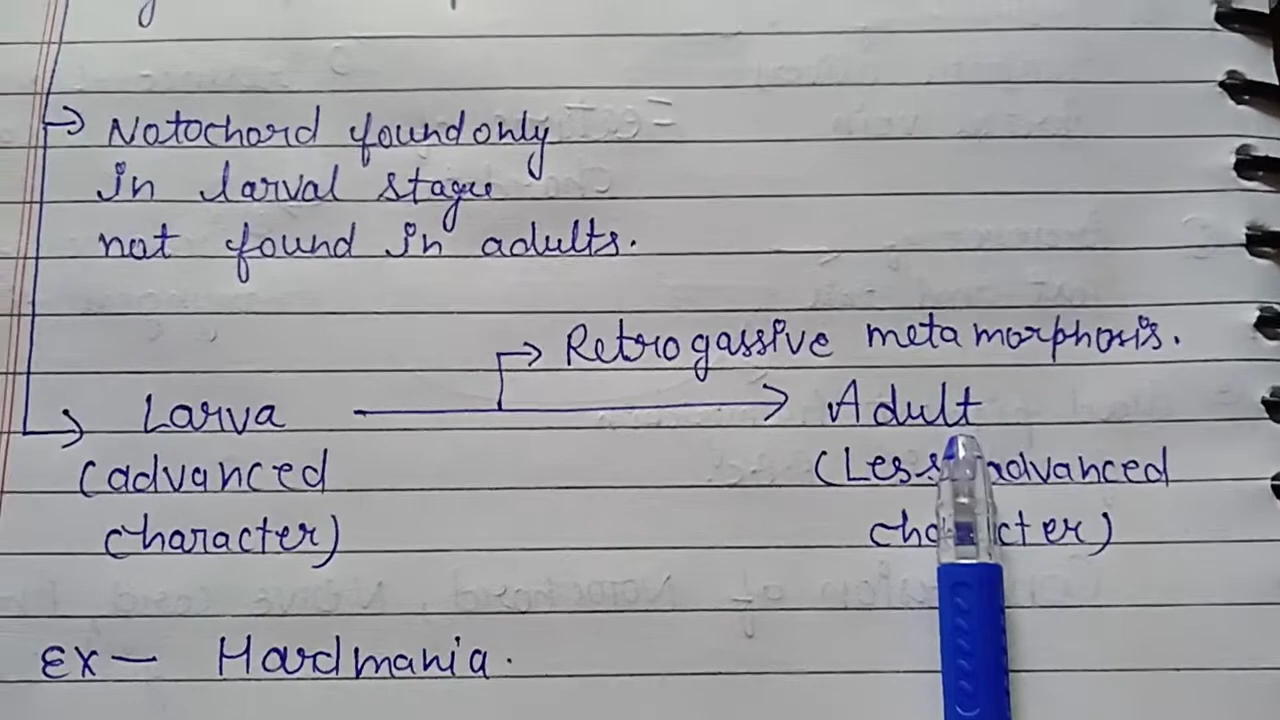 → Notochord found only
in larval stage
not found in adults.
→ Retrogassive metamorphosis.
→ Larva → Adult
(advanced (Less advanced
character) character)
Ex — Hardmania.